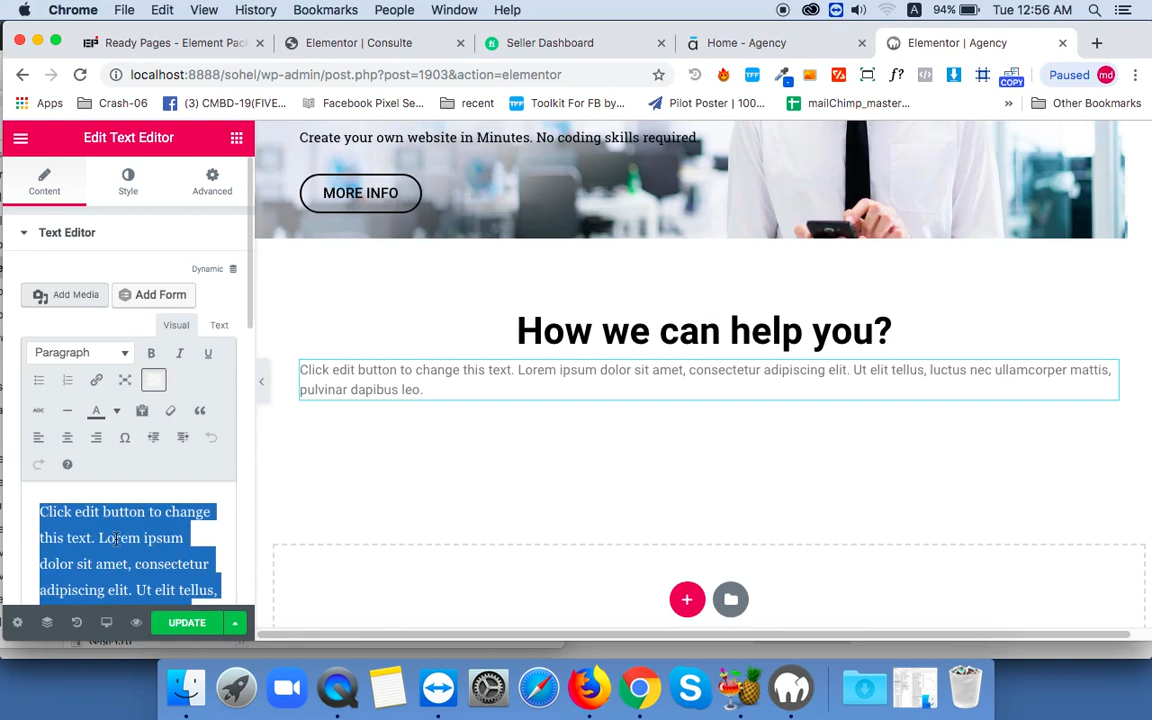 Chrome File Edit View History Bookmarks People Window Help
94% Tue 12:56 AM
Ready Pages - Element Pac
Elementor | Consulte
Seller Dashboard
Home - Agency
Elementor | Agency
localhost:8888/sohel/wp-admin/post.php?post=1903&action=elementor
f?
COPY
Paused
md
Apps
Crash-06
(3) CMBD-19(FIVE...
Facebook Pixel Se...
recent
TFF
Toolkit For FB by...
Pilot Poster | 100...
mailChimp_master...
»
Other Bookmarks
Edit Text Editor
Content
Style
Advanced
Text Editor
Dynamic
Add Media
Add Form
Visual
Text
Paragraph
B I U
ABC
A
Click edit button to change
this text. Lorem ipsum
dolor sit amet, consectetur
adipiscing elit. Ut elit tellus,
UPDATE
Create your own website in Minutes. No coding skills required.
MORE INFO
How we can help you?
Click edit button to change this text. Lorem ipsum dolor sit amet, consectetur adipiscing elit. Ut elit tellus, luctus nec ullamcorper mattis,
pulvinar dapibus leo.